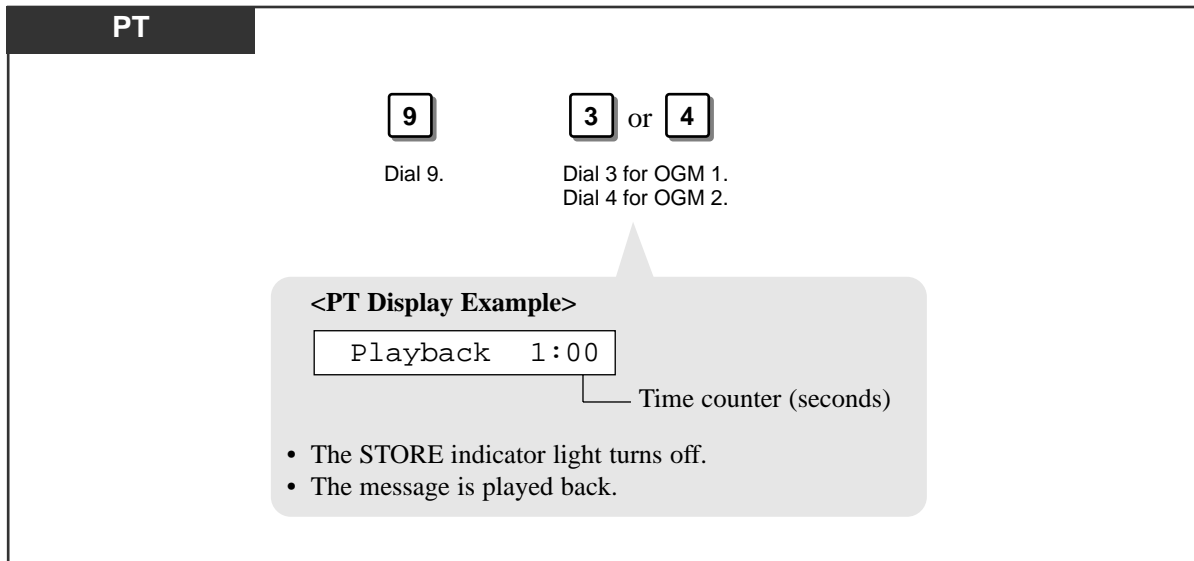 PT
9 3 or 4
Dial 9. Dial 3 for OGM 1.
Dial 4 for OGM 2.
<PT Display Example>
Playback 1:00
Time counter (seconds)
• The STORE indicator light turns off.
• The message is played back.